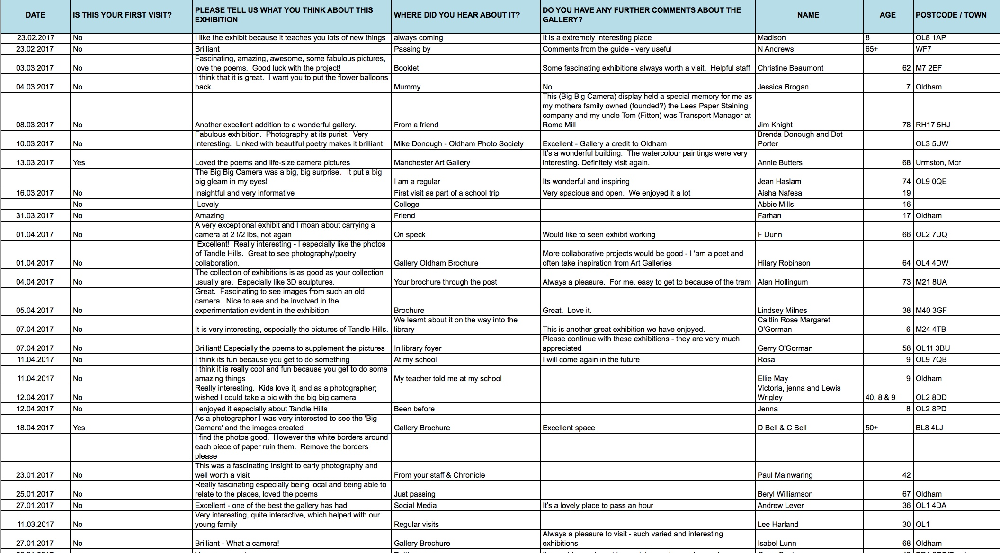 DATE IS THIS YOUR FIRST VISIT? PLEASE TELL US WHAT YOU THINK ABOUT THIS EXHIBITION WHERE DID YOU HEAR ABOUT IT? DO YOU HAVE ANY FURTHER COMMENTS ABOUT THE GALLERY? NAME AGE POSTCODE / TOWN
23.02.2017 No I like the exhibit because it teaches you lots of new things always coming It is a extremely interesting place Madison 8 OL8 1AP
23.02.2017 No Brilliant Passing by Comments from the guide - very useful N Andrews 65+ WF7
03.03.2017 No Fascinating, amazing, awesome, some fabulous pictures, love the poems. Good luck with the project! Booklet Some fascinating exhibitions always worth a visit. Helpful staff Christine Beaumont 62 M7 2EF
04.03.2017 No I think that it is great. I want you to put the flower balloons back. Mummy No Jessica Brogan 7 Oldham
08.03.2017 No Another excellent addition to a wonderful gallery. From a friend This (Big Big Camera) display held a special memory for me as my mothers family owned (founded?) the Lees Paper Staining company and my uncle Tom (Fitton) was Transport Manager at Rome Mill Jim Knight 78 RH17 5HJ
10.03.2017 No Fabulous exhibition. Photography at its purist. Very interesting. Linked with beautiful poetry makes it brilliant Mike Donough - Oldham Photo Society Excellent - Gallery a credit to Oldham Brenda Donough and Dot Porter OL3 5UW
13.03.2017 Yes Loved the poems and life-size camera pictures Manchester Art Gallery It's a wonderful building. The watercolour paintings were very interesting. Definitely visit again. Annie Butters 68 Urmston, Mcr
The Big Big Camera was a big, big surprise. It put a big big gleam in my eyes! I am a regular Its wonderful and inspiring Jean Haslam 74 OL9 0QE
16.03.2017 No Insightful and very informative First visit as part of a school trip Very spacious and open. We enjoyed it a lot Aisha Nafesa 19
No Lovely College Abbie Mills 16
31.03.2017 No Amazing Friend Farhan 17 Oldham
01.04.2017 No A very exceptional exhibit and I moan about carrying a camera at 2 !/2 lbs, not again On speck Would like to seen exhibit working F Dunn 66 OL2 7UQ
01.04.2017 No Excellent! Really interesting - I especially like the photos of Tandle Hills. Great to see photography/poetry collaboration. Gallery Oldham Brochure More collaborative projects would be good - I 'am a poet and often take inspiration from Art Galleries Hilary Robinson 64 OL4 4DW
04.04.2017 No The collection of exhibitions is as good as your collection usually are. Especially like 3D sculptures. Your brochure through the post Always a pleasure. For me, easy to get to because of the tram Alan Hollingum 73 M21 8UA
05.04.2017 No Great. Fascinating to see images from such an old camera. Nice to see and be involved in the experimentation evident in the exhibition Brochure Great. Love it. Lindsey Milnes 38 M40 3GF
07.04.2017 No It is very interesting, especially the pictures of Tandle Hills. We learnt about it on the way into the library This is another great exhibition we have enjoyed. Caitlin Rose Margaret O'Gorman 6 M24 4TB
07.04.2017 No Brilliant! Especially the poems to supplement the pictures In library foyer Please continue with these exhibitions - they are very much appreciated Gerry O'Gorman 58 OL11 3BU
11.04.2017 No I think its fun because you get to do something At my school I will come again in the future Rosa 9 OL9 7QB
11.04.2017 No I think it is really cool and fun because you get to do some amazing things My teacher told me at my school Ellie May 9 Oldham
12.04.2017 No Really interesting. Kids love it, and as a photographer; wished I could take a pic with the big big camera Victoria, jenna and Lewis Wrigley 40, 8 & 9 OL2 8DD
12.04.2017 No I enjoyed it especially about Tandle Hills Been before Jenna 8 OL2 8PD
18.04.2017 Yes As a photographer I was very interested to see the 'Big Camera' and the images created Gallery Brochure Excellent space D Bell & C Bell 50+ BL8 4LJ
I find the photos good. However the white borders around each piece of paper ruin them. Remove the borders please
23.01.2017 No This was a fascinating insight to early photography and well worth a visit From your staff & Chronicle Paul Mainwaring 42
25.01.2017 No Really fascinating especially being local and being able to relate to the places, loved the poems Just passing Beryl Williamson 67 Oldham
27.01.2017 No Excellent - one of the best the gallery has had Social Media It's a lovely place to pass an hour Andrew Lever 36 OL1 4DA
11.03.2017 No Very interesting, quite interactive, which helped with our young family Regular visits Lee Harland 30 OL1
27.01.2017 No Brilliant - What a camera! Gallery Brochure Always a pleasure to visit - such varied and interesting exhibitions Isabel Lunn 68 Oldham